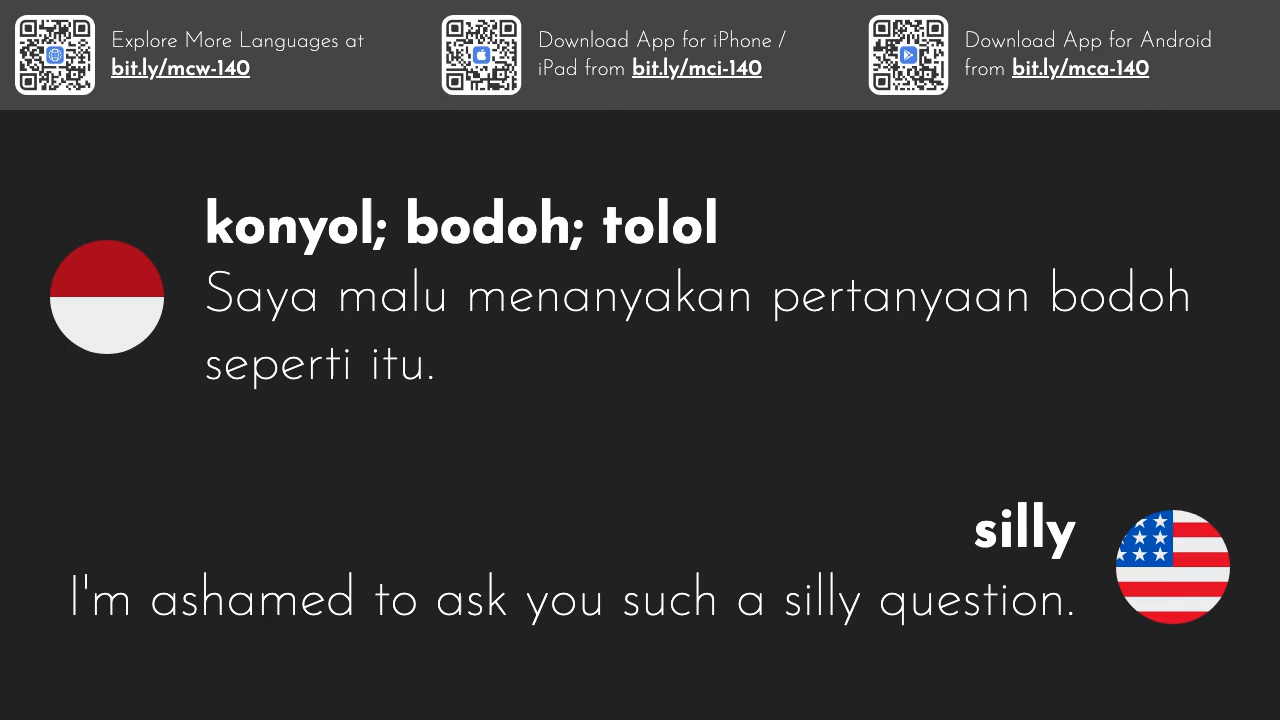 Explore More Languages at
bit.ly/mcw-140
Download App for iPhone /
iPad from bit.ly/mci-140
Download App for Android
from bit.ly/mca-140
konyol; bodoh; tolol
Saya malu menanyakan pertanyaan bodoh
seperti itu.
silly
I'm ashamed to ask you such a silly question.